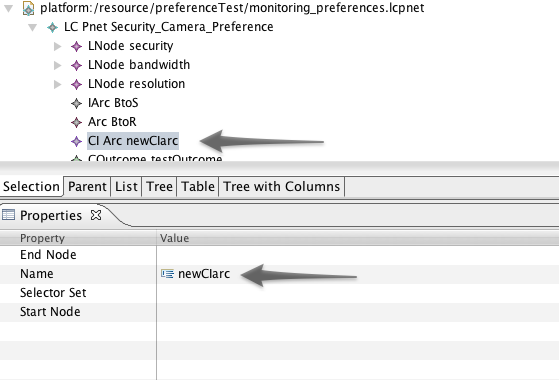 platform:/resource/preferenceTest/monitoring_preferences.lcpnet
LC Pnet Security_Camera_Preference
LNode security
LNode bandwidth
LNode resolution
IArc BtoS
Arc BtoR
CI Arc newCIarc
COutcome testOutcome
Selection Parent List Tree Table Tree with Columns
Properties
Property Value
End Node
Name newCIarc
Selector Set
Start Node